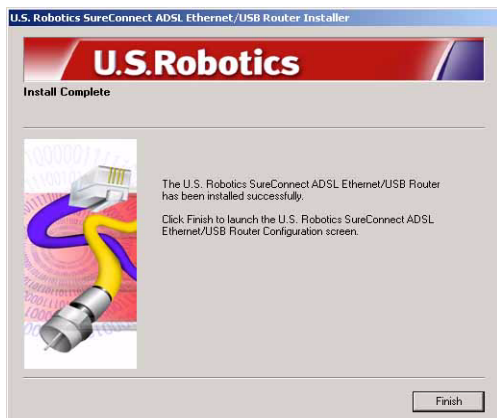 U.S. Robotics SureConnect ADSL Ethernet/USB Router Installer
U.S.Robotics
Install Complete
The U.S. Robotics SureConnect ADSL Ethernet/USB Router
has been installed successfully.
Click Finish to launch the U.S. Robotics SureConnect ADSL
Ethernet/USB Router Configuration screen.
Finish